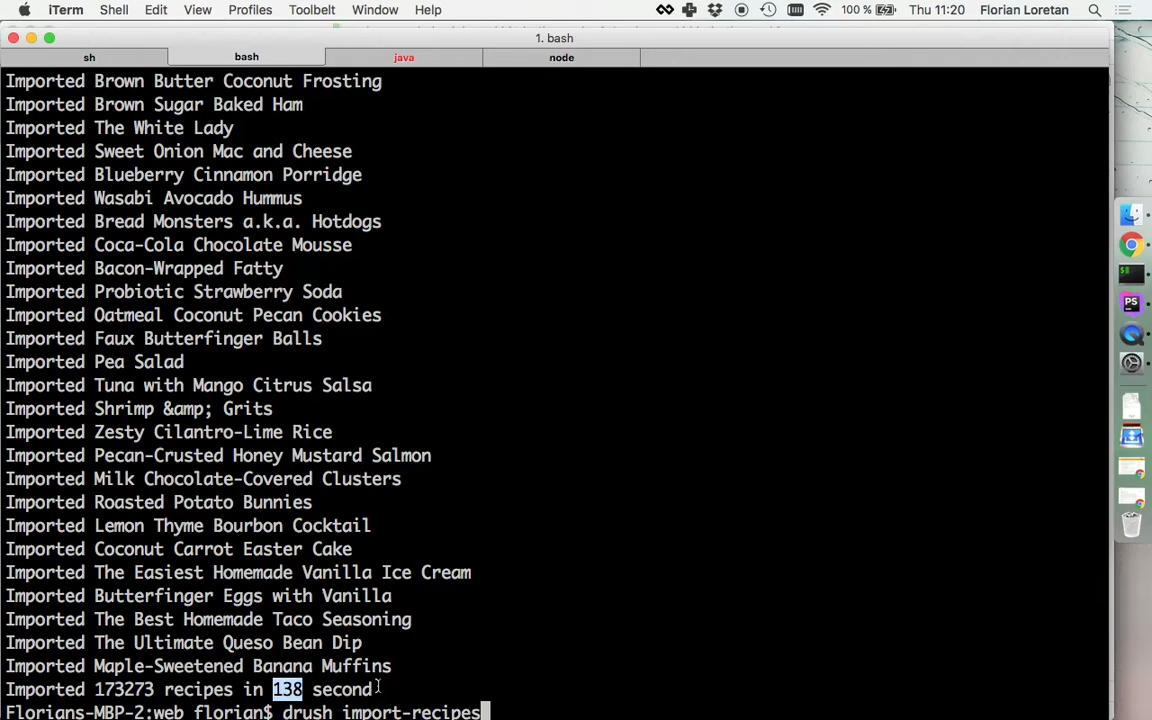 iTerm Shell Edit View Profiles Toolbelt Window Help 100 % Thu 11:20 Florian Loretan
1. bash
sh bash java node
Imported Brown Butter Coconut Frosting
Imported Brown Sugar Baked Ham
Imported The White Lady
Imported Sweet Onion Mac and Cheese
Imported Blueberry Cinnamon Porridge
Imported Wasabi Avocado Hummus
Imported Bread Monsters a.k.a. Hotdogs
Imported Coca-Cola Chocolate Mousse
Imported Bacon-Wrapped Fatty
Imported Probiotic Strawberry Soda
Imported Oatmeal Coconut Pecan Cookies
Imported Faux Butterfinger Balls
Imported Pea Salad
Imported Tuna with Mango Citrus Salsa
Imported Shrimp &amp; Grits
Imported Zesty Cilantro-Lime Rice
Imported Pecan-Crusted Honey Mustard Salmon
Imported Milk Chocolate-Covered Clusters
Imported Roasted Potato Bunnies
Imported Lemon Thyme Bourbon Cocktail
Imported Coconut Carrot Easter Cake
Imported The Easiest Homemade Vanilla Ice Cream
Imported Butterfinger Eggs with Vanilla
Imported The Best Homemade Taco Seasoning
Imported The Ultimate Queso Bean Dip
Imported Maple-Sweetened Banana Muffins
Imported 173273 recipes in 138 second
Florians-MBP-2:web florian$ drush import-recipes
PS